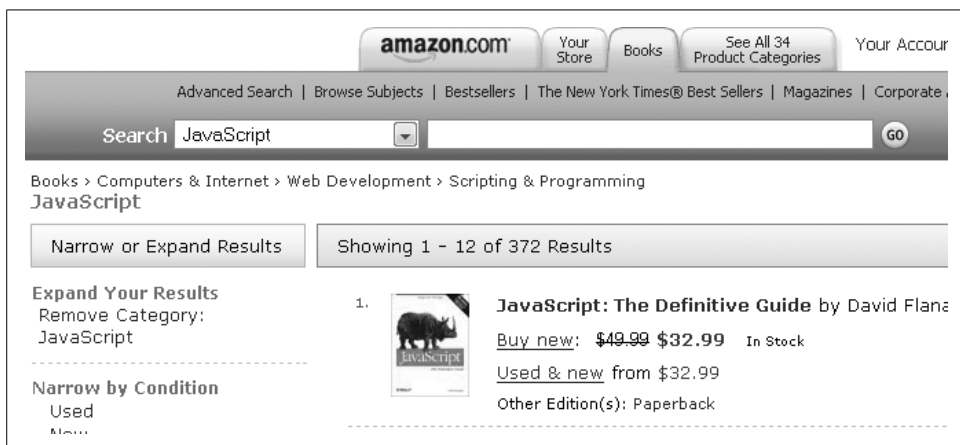 amazon.com
Your Store
Books
See All 34 Product Categories
Your Accour
Advanced Search | Browse Subjects | Bestsellers | The New York Times® Best Sellers | Magazines | Corporate
Search JavaScript GO
Books › Computers & Internet › Web Development › Scripting & Programming
JavaScript
Narrow or Expand Results
Showing 1 - 12 of 372 Results
Expand Your Results
Remove Category:
JavaScript
Narrow by Condition
Used
1.
JavaScript
JavaScript: The Definitive Guide by David Flana
Buy new: $49.99 $32.99 In Stock
Used & new from $32.99
Other Edition(s): Paperback